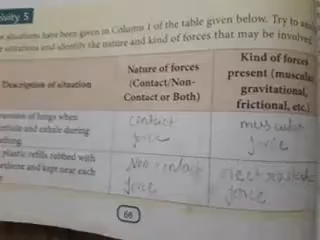 ivity 5
situations have been given in Column 1 of the table given below. Try to
situations and identify the nature and kind of forces that may be involved
Description of situation
Nature of forces
(Contact/Non-
Contact or Both)
Kind of forces
present (muscular,
gravitational,
frictional, etc.)
of lungs when
and exhale during
contact
force
muscular
force
plastic refills rubbed with
and kept near each
Non contact
force
electrostatic
force
66